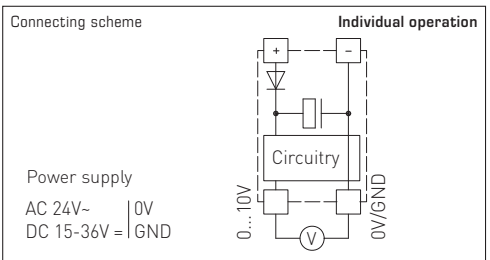 Connecting scheme
Individual operation
+ −
Circuitry
Power supply
AC 24V~ 0V
DC 15-36V = GND
0...10V
V
0V/GND